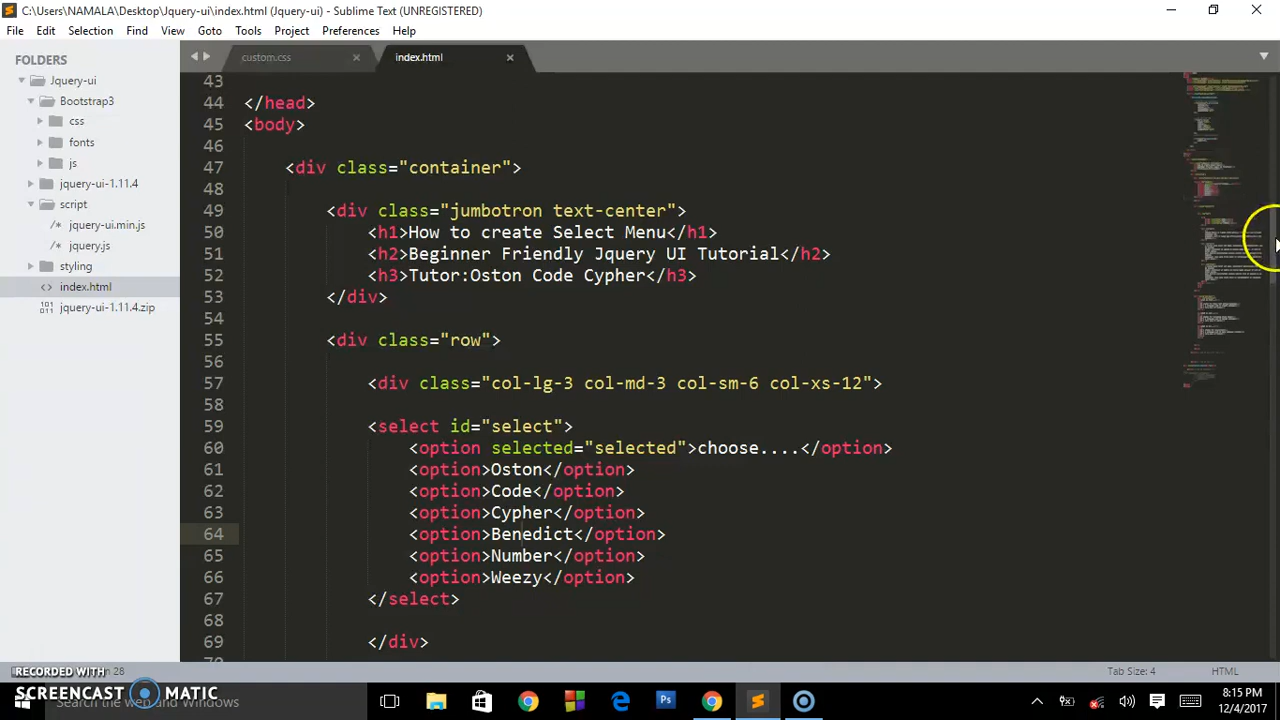 C:\Users\NAMALA\Desktop\Jquery-ui\index.html (Jquery-ui) - Sublime Text (UNREGISTERED)
File Edit Selection Find View Goto Tools Project Preferences Help
FOLDERS
Jquery-ui
Bootstrap3
css
fonts
js
jquery-ui-1.11.4
script
/* jquery-ui.min.js
/* jquery.js
styling
<> index.html
jquery-ui-1.11.4.zip
custom.css
index.html
43
44 </head>
45 <body>
46
47 <div class="container">
48
49 <div class="jumbotron text-center">
50 <h1>How to create Select Menu</h1>
51 <h2>Beginner Friendly Jquery UI Tutorial</h2>
52 <h3>Tutor:Oston Code Cypher</h3>
53 </div>
54
55 <div class="row">
56
57 <div class="col-lg-3 col-md-3 col-sm-6 col-xs-12">
58
59 <select id="select">
60 <option selected="selected">choose....</option>
61 <option>Oston</option>
62 <option>Code</option>
63 <option>Cypher</option>
64 <option>Benedict</option>
65 <option>Number</option>
66 <option>Weezy</option>
67 </select>
68
69 </div>
28
Tab Size: 4
HTML
RECORDED WITH
SCREENCAST MATIC
Search the web and Windows
8:15 PM
12/4/2017